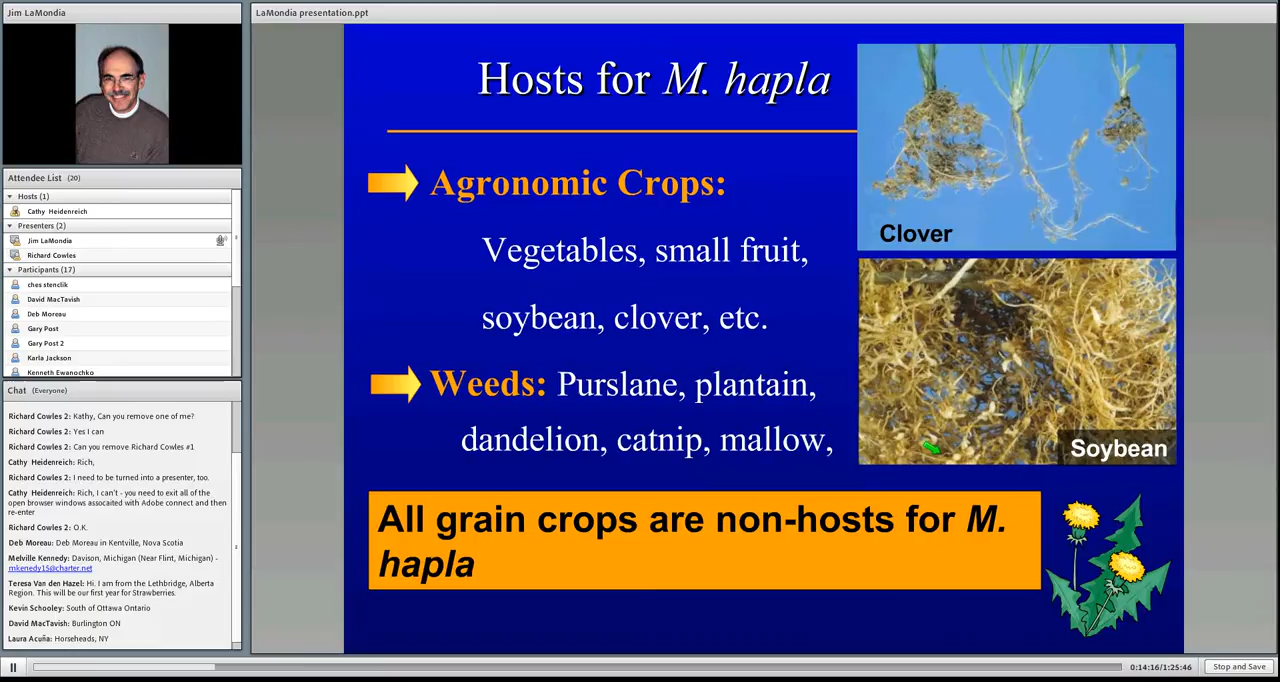 Jim LaMondia
LaMondia presentation.ppt
Attendee List (20)
Hosts (1)
Cathy Heidenreich
Presenters (2)
Jim LaMondia
Richard Cowles
Participants (17)
ches stenclik
David MacTavish
Deb Moreau
Gary Post
Gary Post 2
Karla Jackson
Kenneth Ewanochko
Chat (Everyone)
Richard Cowles 2: Kathy, Can you remove one of me?
Richard Cowles 2: Yes I can
Richard Cowles 2: Can you remove Richard Cowles #1
Cathy Heidenreich: Rich,
Richard Cowles 2: I need to be turned into a presenter, too.
Cathy Heidenreich: Rich, I can't - you need to exit all of the
open browser windows assocaited with Adobe connect and then
re-enter
Richard Cowles 2: O.K.
Deb Moreau: Deb Moreau in Kentville, Nova Scotia
Melville Kennedy: Davison, Michigan (Near Flint, Michigan) -
mkenedy15@charter.net
Teresa Van den Hazel: Hi. I am from the Lethbridge, Alberta
Region. This will be our first year for Strawberries.
Kevin Schooley: South of Ottawa Ontario
David MacTavish: Burlington ON
Laura Acuña: Horseheads, NY
Hosts for M. hapla
Agronomic Crops:
Vegetables, small fruit,
soybean, clover, etc.
Weeds: Purslane, plantain,
dandelion, catnip, mallow,
Clover
Soybean
All grain crops are non-hosts for M.
hapla
0:14:16/1:25:46
Stop and Save